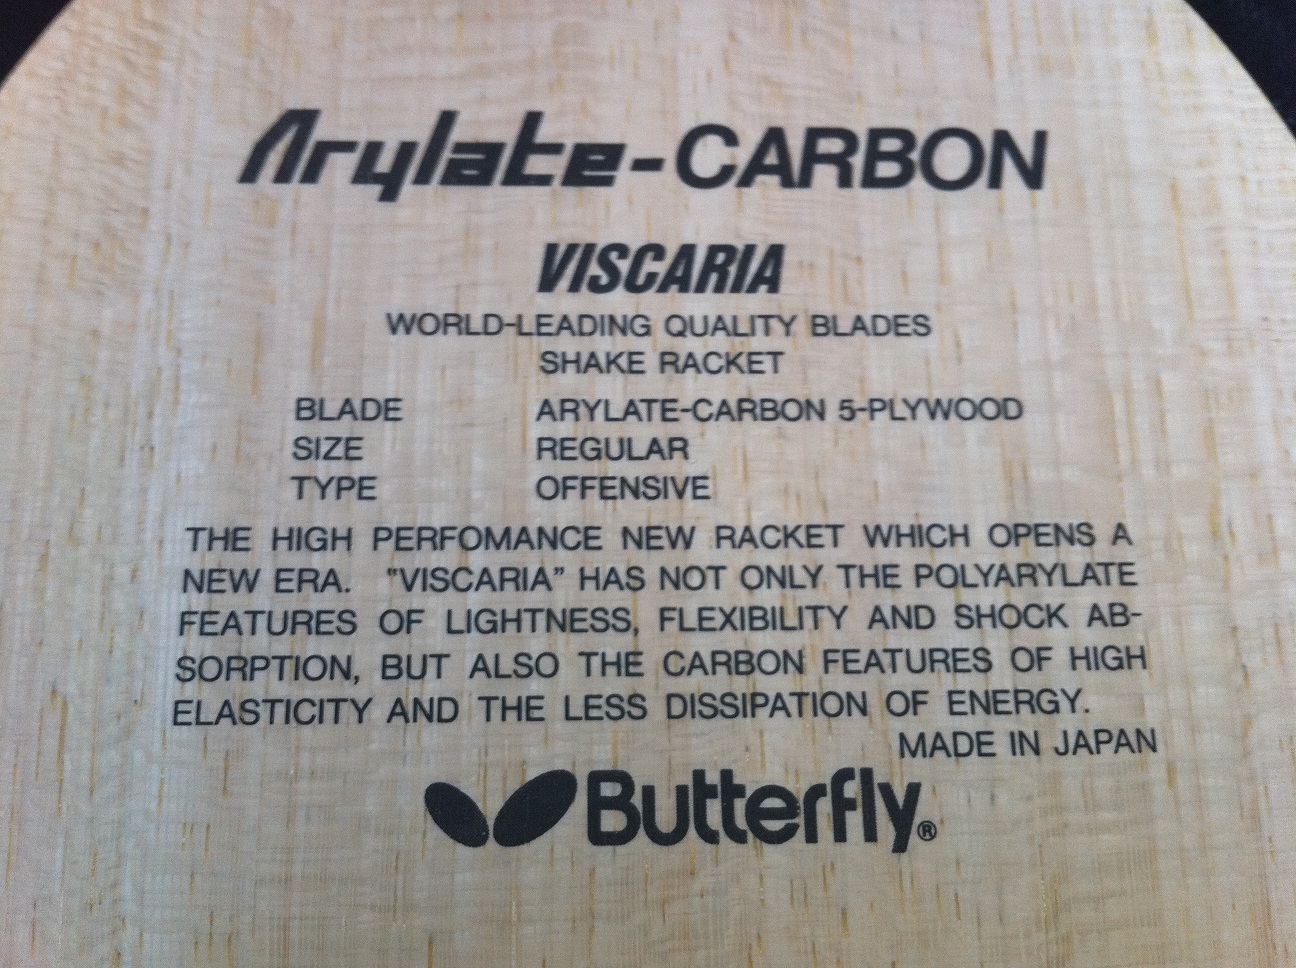 Arylate-CARBON
VISCARIA
WORLD-LEADING QUALITY BLADES
SHAKE RACKET
BLADE ARYLATE-CARBON 5-PLYWOOD
SIZE REGULAR
TYPE OFFENSIVE
THE HIGH PERFOMANCE NEW RACKET WHICH OPENS A
NEW ERA. "VISCARIA" HAS NOT ONLY THE POLYARYLATE
FEATURES OF LIGHTNESS, FLEXIBILITY AND SHOCK AB-
SORPTION, BUT ALSO THE CARBON FEATURES OF HIGH
ELASTICITY AND THE LESS DISSIPATION OF ENERGY.
MADE IN JAPAN
Butterfly®